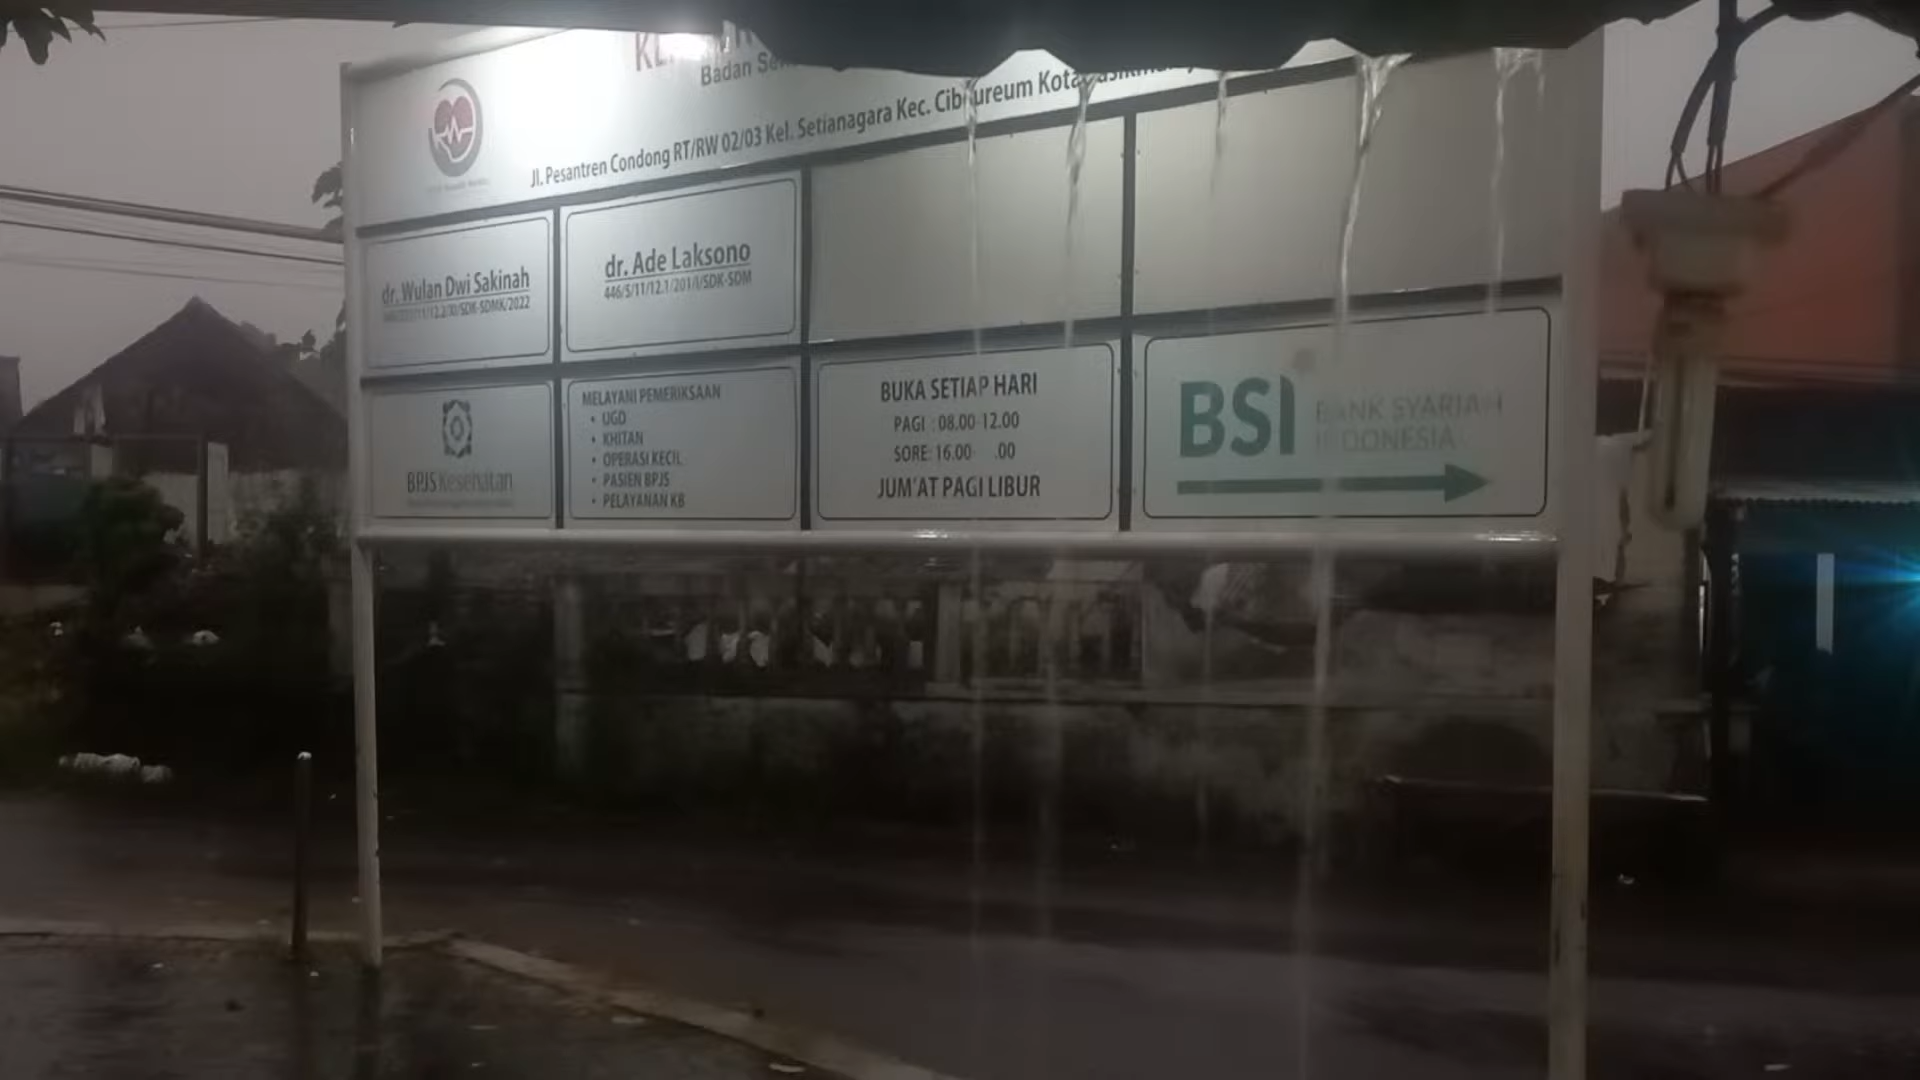 Badan
Jl. Pesantren Condong RT/RW 02/03 Kel. Setianagara Kec. Cibeureum Kota
dr. Wulan Dwi Sakinah
dr. Ade Laksono
446/5/11/12.1/201/I/SDK-SDM
BPJS Kesehatan
MELAYANI PEMERIKSAAN
• UGD
• KHITAN
• OPERASI KECIL
• PASIEN BPJS
• PELAYANAN KB
BUKA SETIAP HARI
PAGI : 08.00-12.00
SORE: 16.00 .00
JUM'AT PAGI LIBUR
BSI BANK SYARIAH
INDONESIA